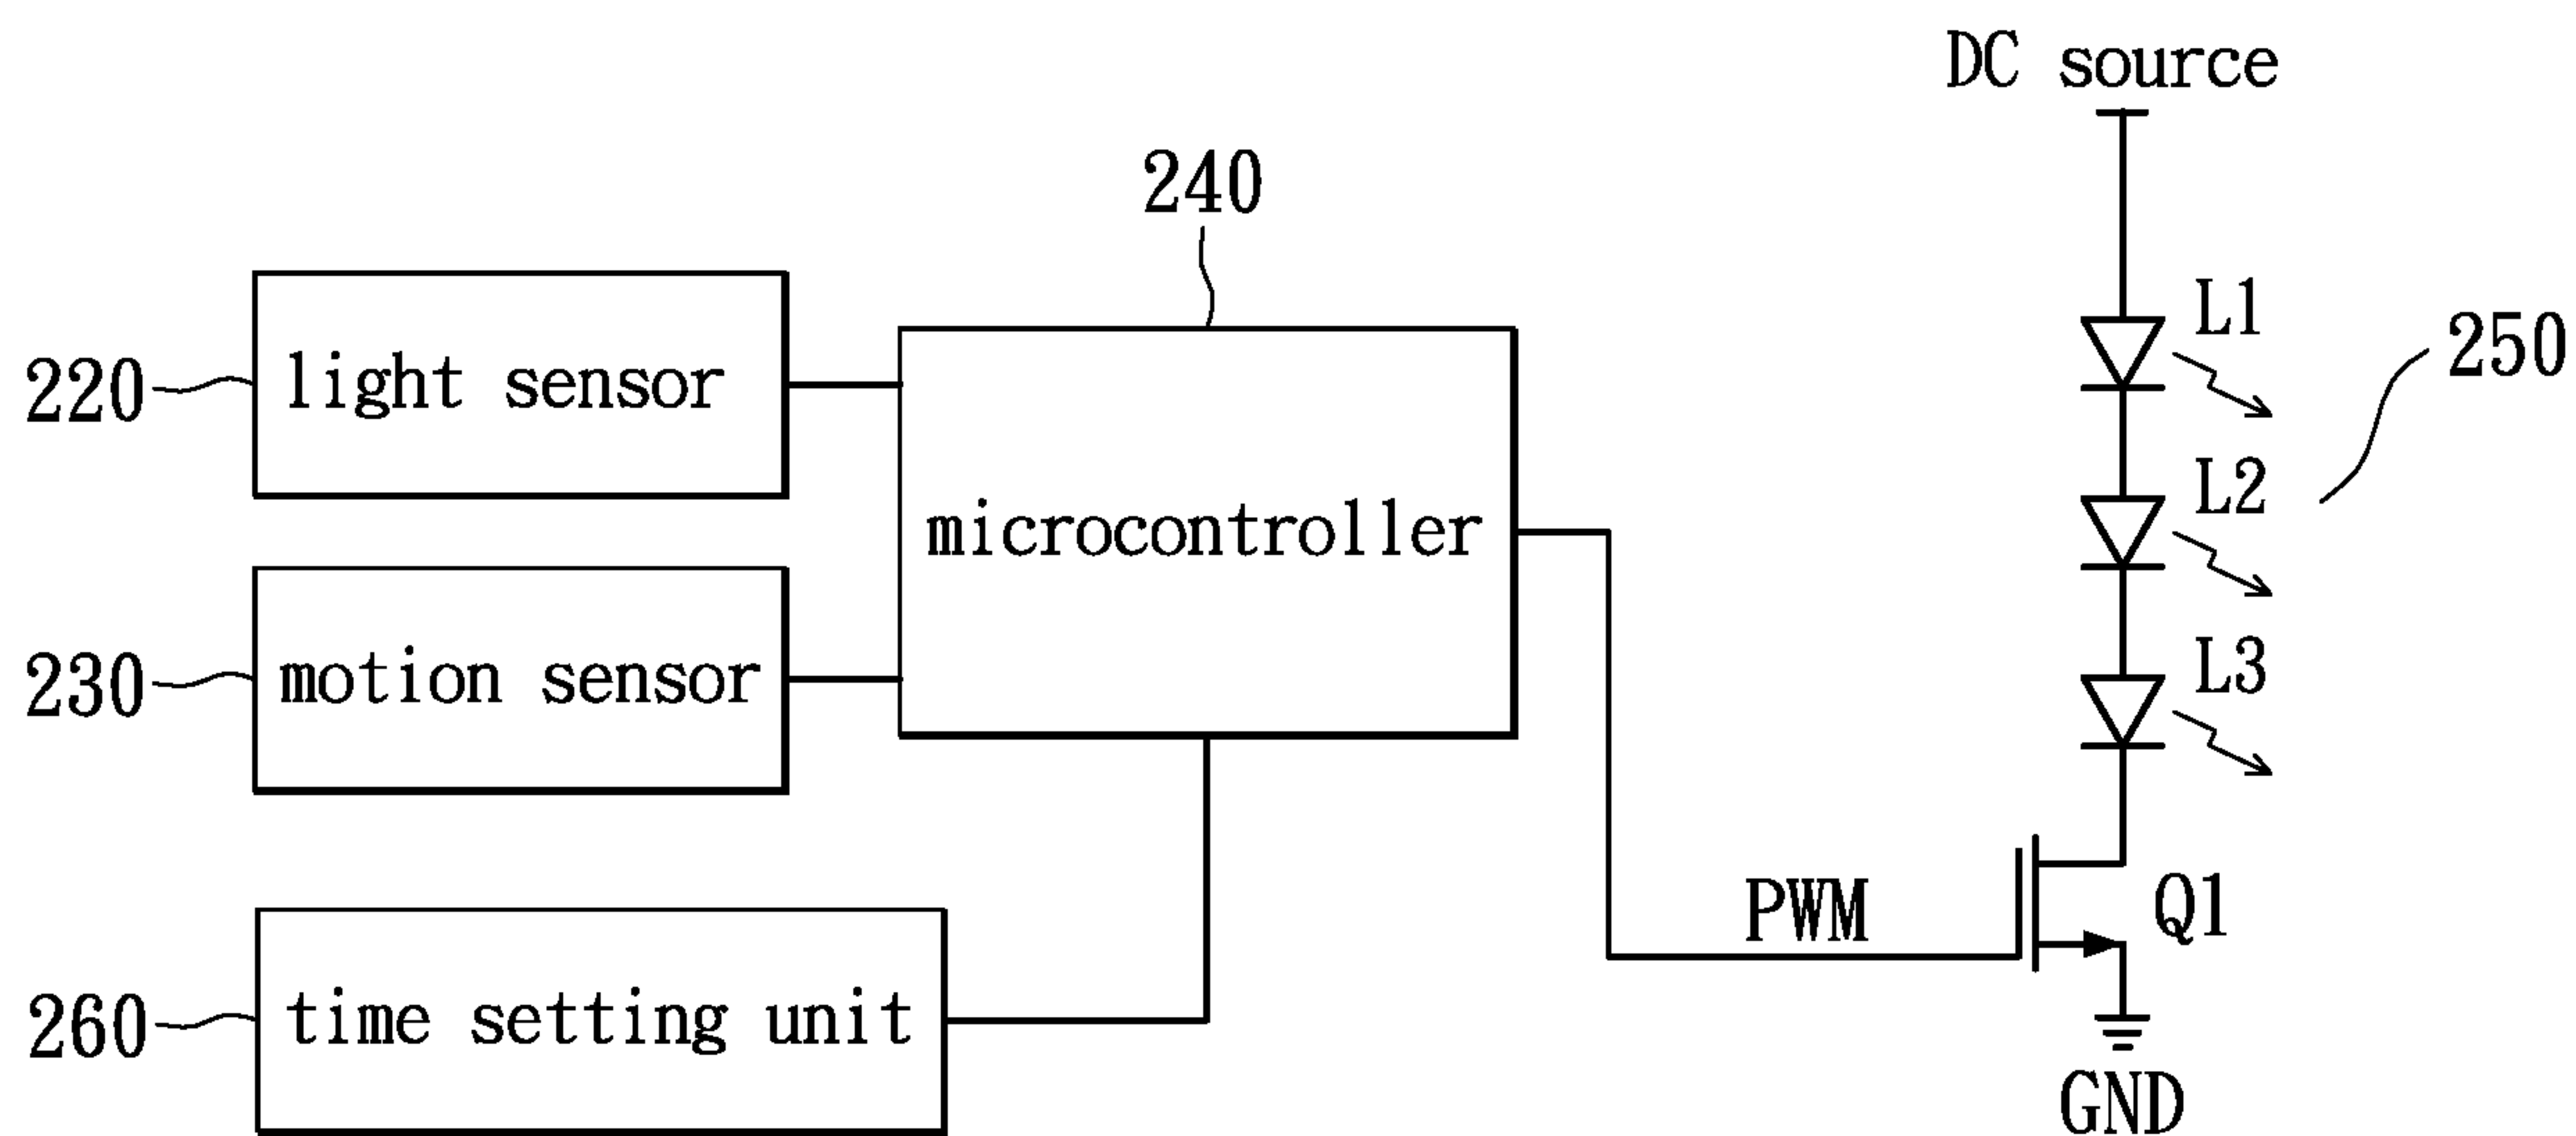 DC source
240
L1
250
220
light sensor
L2
microcontroller
L3
230
motion sensor
PWM
Q1
260
time setting unit
GND